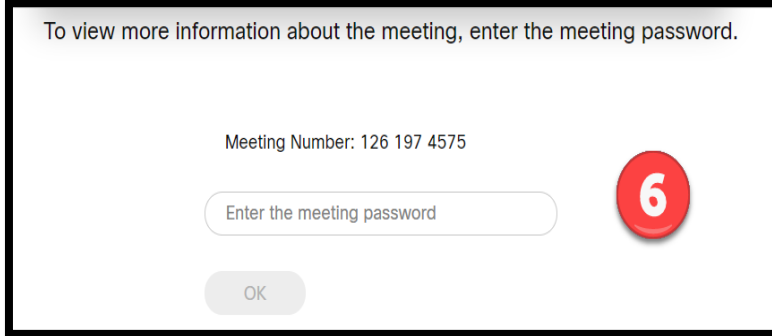 To view more information about the meeting, enter the meeting password.
Meeting Number: 126 197 4575
Enter the meeting password
6
OK